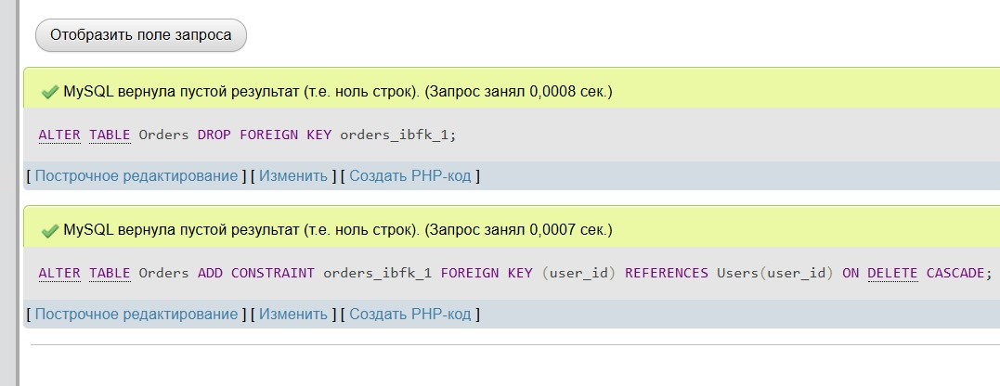 Отобразить поле запроса
MySQL вернула пустой результат (т.е. ноль строк). (Запрос занял 0,0008 сек.)
ALTER TABLE Orders DROP FOREIGN KEY orders_ibfk_1;
[ Построчное редактирование ] [ Изменить ] [ Создать PHP-код ]
MySQL вернула пустой результат (т.е. ноль строк). (Запрос занял 0,0007 сек.)
ALTER TABLE Orders ADD CONSTRAINT orders_ibfk_1 FOREIGN KEY (user_id) REFERENCES Users(user_id) ON DELETE CASCADE;
[ Построчное редактирование ] [ Изменить ] [ Создать PHP-код ]